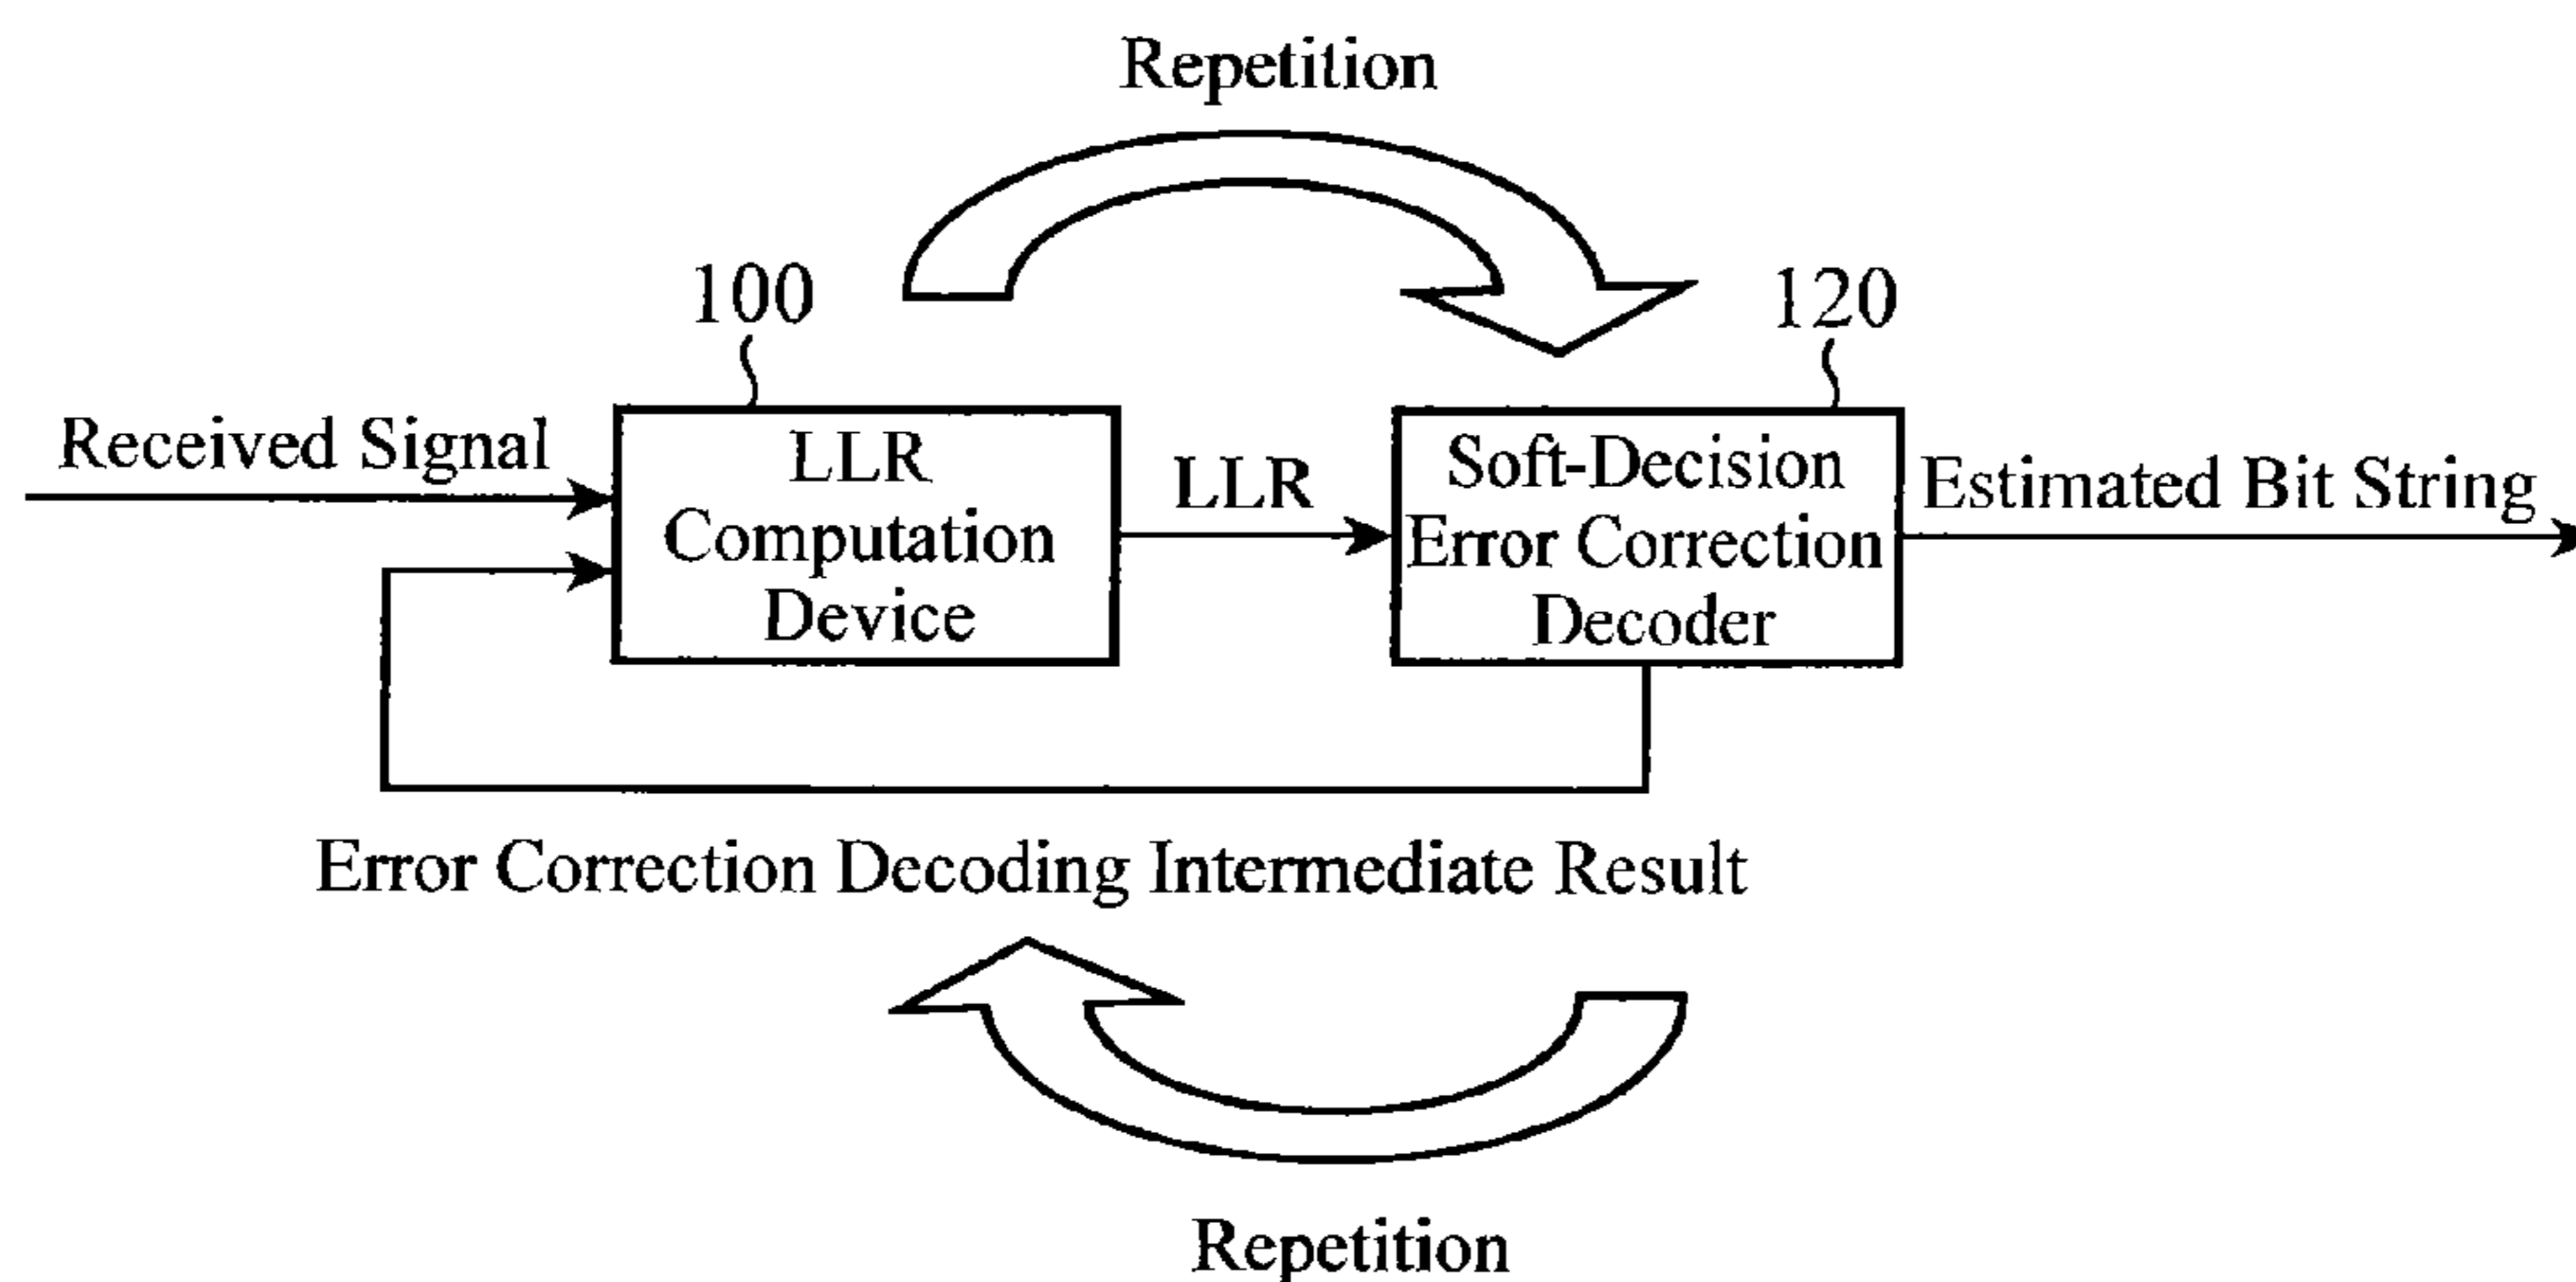 Repetition
100
120
Received Signal
LLR
Computation
Device
LLR
Soft-Decision
Error Correction
Decoder
Estimated Bit String
Error Correction Decoding Intermediate Result
Repetition